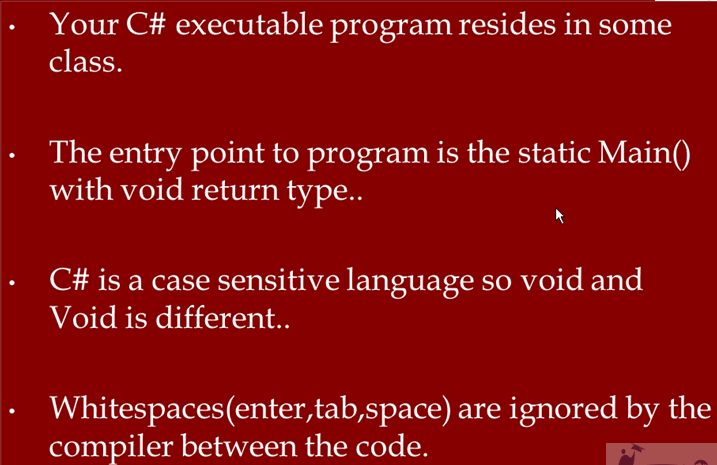 • Your C# executable program resides in some
class.
• The entry point to program is the static Main()
with void return type..
• C# is a case sensitive language so void and
Void is different..
• Whitespaces(enter,tab,space) are ignored by the
compiler between the code.